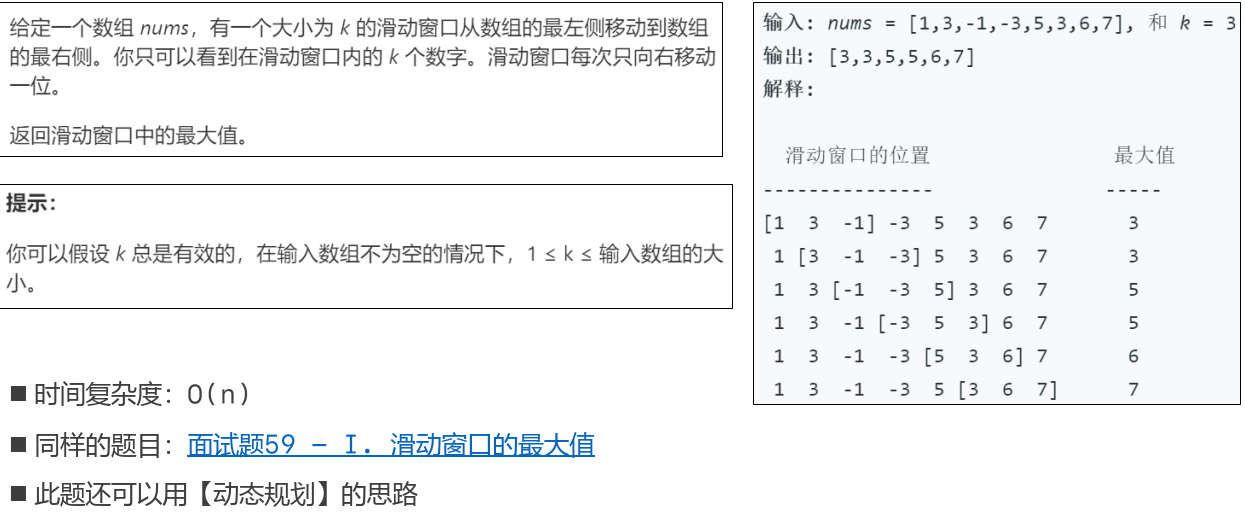 给定一个数组 nums，有一个大小为 k 的滑动窗口从数组的最左侧移动到数组
的最右侧。你只可以看到在滑动窗口内的 k 个数字。滑动窗口每次只向右移动
一位。
返回滑动窗口中的最大值。
提示：
你可以假设 k 总是有效的，在输入数组不为空的情况下，1 ≤ k ≤ 输入数组的大
小。
■ 时间复杂度：O(n)
■ 同样的题目：面试题59 - I. 滑动窗口的最大值
■ 此题还可以用【动态规划】的思路
输入: nums = [1,3,-1,-3,5,3,6,7], 和 k = 3
输出: [3,3,5,5,6,7]
解释:
滑动窗口的位置 最大值
--------------- -----
[1 3 -1] -3 5 3 6 7 3
1 [3 -1 -3] 5 3 6 7 3
1 3 [-1 -3 5] 3 6 7 5
1 3 -1 [-3 5 3] 6 7 5
1 3 -1 -3 [5 3 6] 7 6
1 3 -1 -3 5 [3 6 7] 7